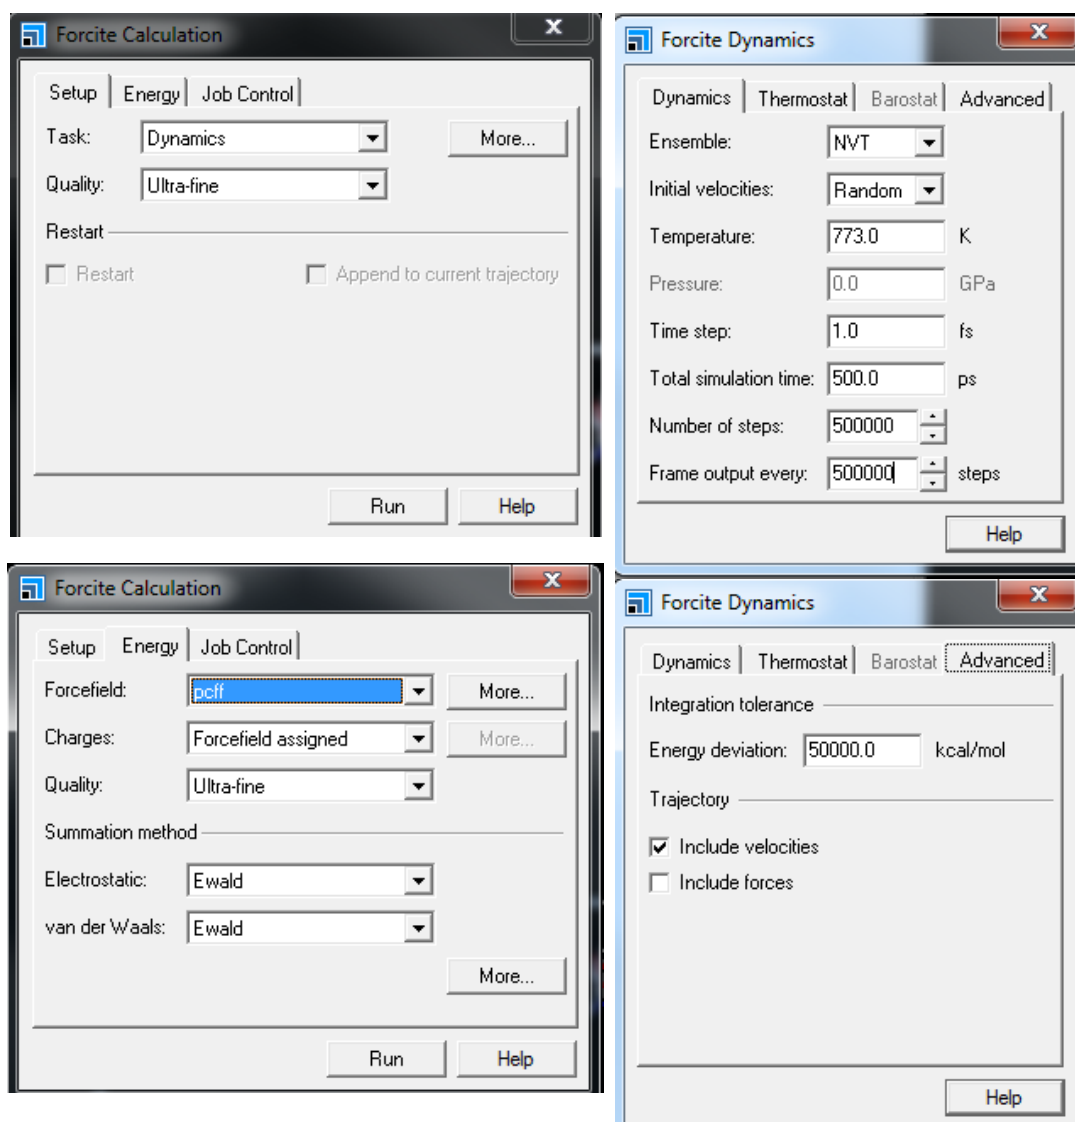 Forcite Calculation
x
Setup Energy Job Control
Task: Dynamics More...
Quality: Ultra-fine
Restart
Restart Append to current trajectory
Run Help
Forcite Dynamics
x
Dynamics Thermostat Barostat Advanced
Ensemble: NVT
Initial velocities: Random
Temperature: 773.0 K
Pressure: 0.0 GPa
Time step: 1.0 fs
Total simulation time: 500.0 ps
Number of steps: 500000
Frame output every: 500000 steps
Help
Forcite Calculation
x
Setup Energy Job Control
Forcefield: pcff More...
Charges: Forcefield assigned More...
Quality: Ultra-fine
Summation method
Electrostatic: Ewald
van der Waals: Ewald
More...
Run Help
Forcite Dynamics
x
Dynamics Thermostat Barostat Advanced
Integration tolerance
Energy deviation: 50000.0 kcal/mol
Trajectory
Include velocities
Include forces
Help